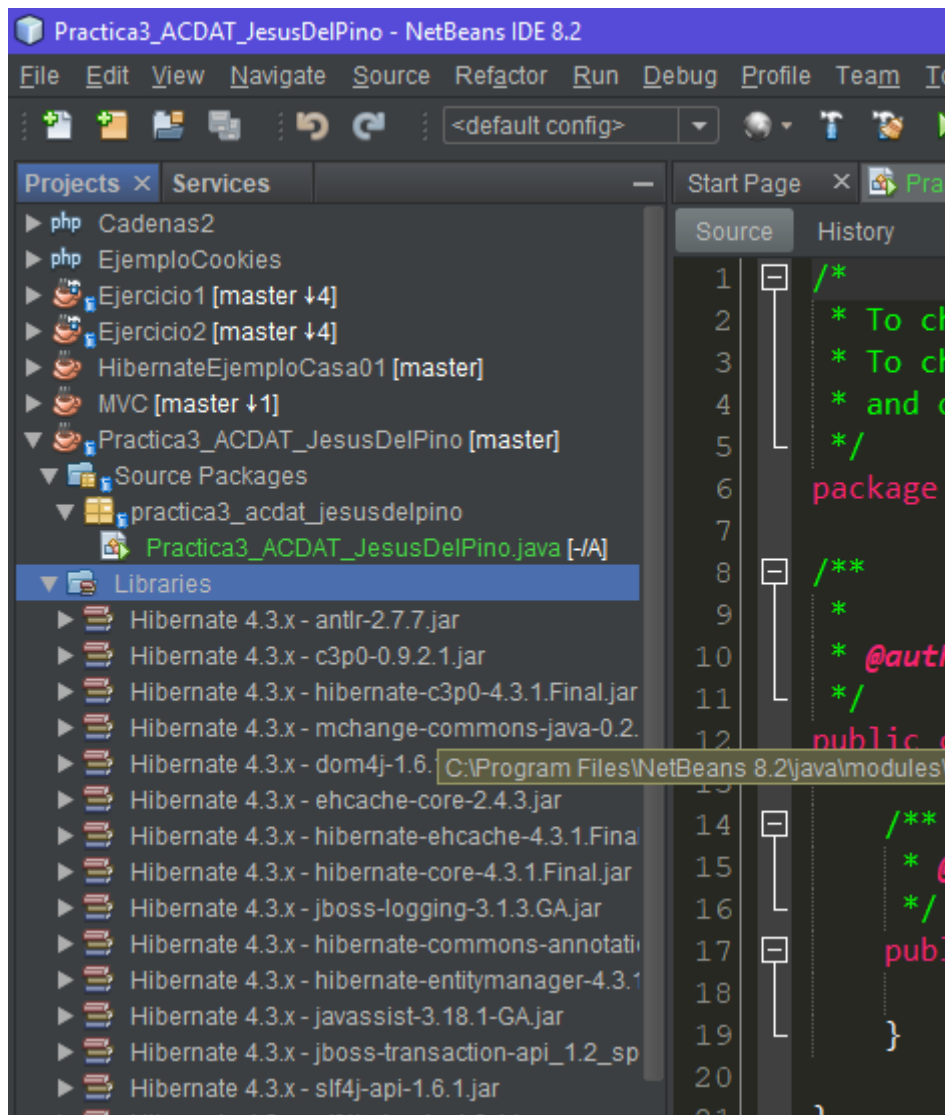 Practica3_ACDAT_JesusDelPino - NetBeans IDE 8.2
File Edit View Navigate Source Refactor Run Debug Profile Team
<default config>
Projects Services
Start Page
Source History
php Cadenas2
php EjemploCookies
Ejercicio1 [master ↓4]
Ejercicio2 [master ↓4]
HibernateEjemploCasa01 [master]
MVC [master ↓1]
Practica3_ACDAT_JesusDelPino [master]
Source Packages
practica3_acdat_jesusdelpino
Practica3_ACDAT_JesusDelPino.java [-/A]
Libraries
Hibernate 4.3.x - antlr-2.7.7.jar
Hibernate 4.3.x - c3p0-0.9.2.1.jar
Hibernate 4.3.x - hibernate-c3p0-4.3.1.Final.jar
Hibernate 4.3.x - mchange-commons-java-0.2.
Hibernate 4.3.x - dom4j-1.6.
C:\Program Files\NetBeans 8.2\java\modules\
Hibernate 4.3.x - ehcache-core-2.4.3.jar
Hibernate 4.3.x - hibernate-ehcache-4.3.1.Final
Hibernate 4.3.x - hibernate-core-4.3.1.Final.jar
Hibernate 4.3.x - jboss-logging-3.1.3.GA.jar
Hibernate 4.3.x - hibernate-commons-annotati
Hibernate 4.3.x - hibernate-entitymanager-4.3.1
Hibernate 4.3.x - javassist-3.18.1-GA.jar
Hibernate 4.3.x - jboss-transaction-api_1.2_sp
Hibernate 4.3.x - slf4j-api-1.6.1.jar
1 /*
2 * To ch
3 * To ch
4 * and o
5 */
6 package
7
8 /**
9 *
10 * @auth
11 */
12 public c
14 /**
15 * @
16 */
17 publ
18
19 }
20
21 }